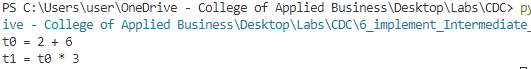 PS C:\Users\user\OneDrive - College of Applied Business\Desktop\Labs\CDC> py
ive - College of Applied Business\Desktop\Labs\CDC\6_implement_Intermediate_
t0 = 2 + 6
t1 = t0 * 3